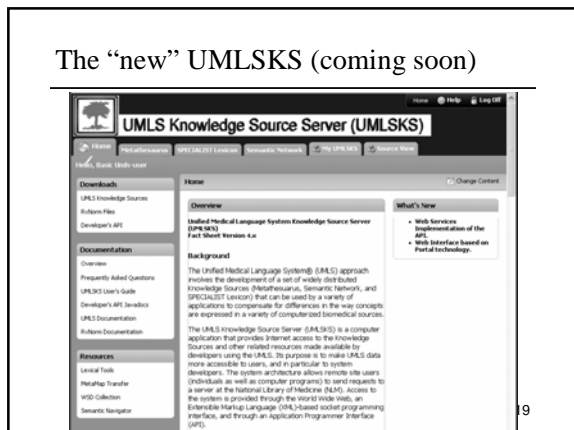 The “new” UMLSKS (coming soon)
Home Help Log Off
UMLS Knowledge Source Server (UMLSKS)
Home Metathesaurus SPECIALIST Lexicon Semantic Network My UMLSKS Source View
Hello, Basic Umls-user
Downloads
UMLS Knowledge Sources
RxNorm Files
Developer's API
Documentation
Overview
Frequently Asked Questions
UMLSKS User's Guide
Developer's API Javadocs
UMLS Documentation
RxNorm Documentation
Resources
Lexical Tools
MetaMap Transfer
WSD Collection
Semantic Navigator
Home
Change Content
Overview
Unified Medical Language System Knowledge Source Server
(UMLSKS)
Fact Sheet Version 4.x
Background
The Unified Medical Language System® (UMLS) approach
involves the development of a set of widely distributed
Knowledge Sources (Metathesaurus, Semantic Network, and
SPECIALIST Lexicon) that can be used by a variety of
applications to compensate for differences in the way concepts
are expressed in a variety of computerized biomedical sources.
The UMLS Knowledge Source Server (UMLSKS) is a computer
application that provides Internet access to the Knowledge
Sources and other related resources made available by
developers using the UMLS. Its purpose is to make UMLS data
more accessible to users, and in particular to system
developers. The system architecture allows remote site users
(individuals as well as computer programs) to send requests to
a server at the National Library of Medicine (NLM). Access to
the system is provided through the World Wide Web, an
Extensible Markup Language (XML)-based socket programming
interface, and through an Application Programmer Interface
(API).
What's New
• Web Services
Implementation of the
API.
• Web Interface based on
Portal technology.
19